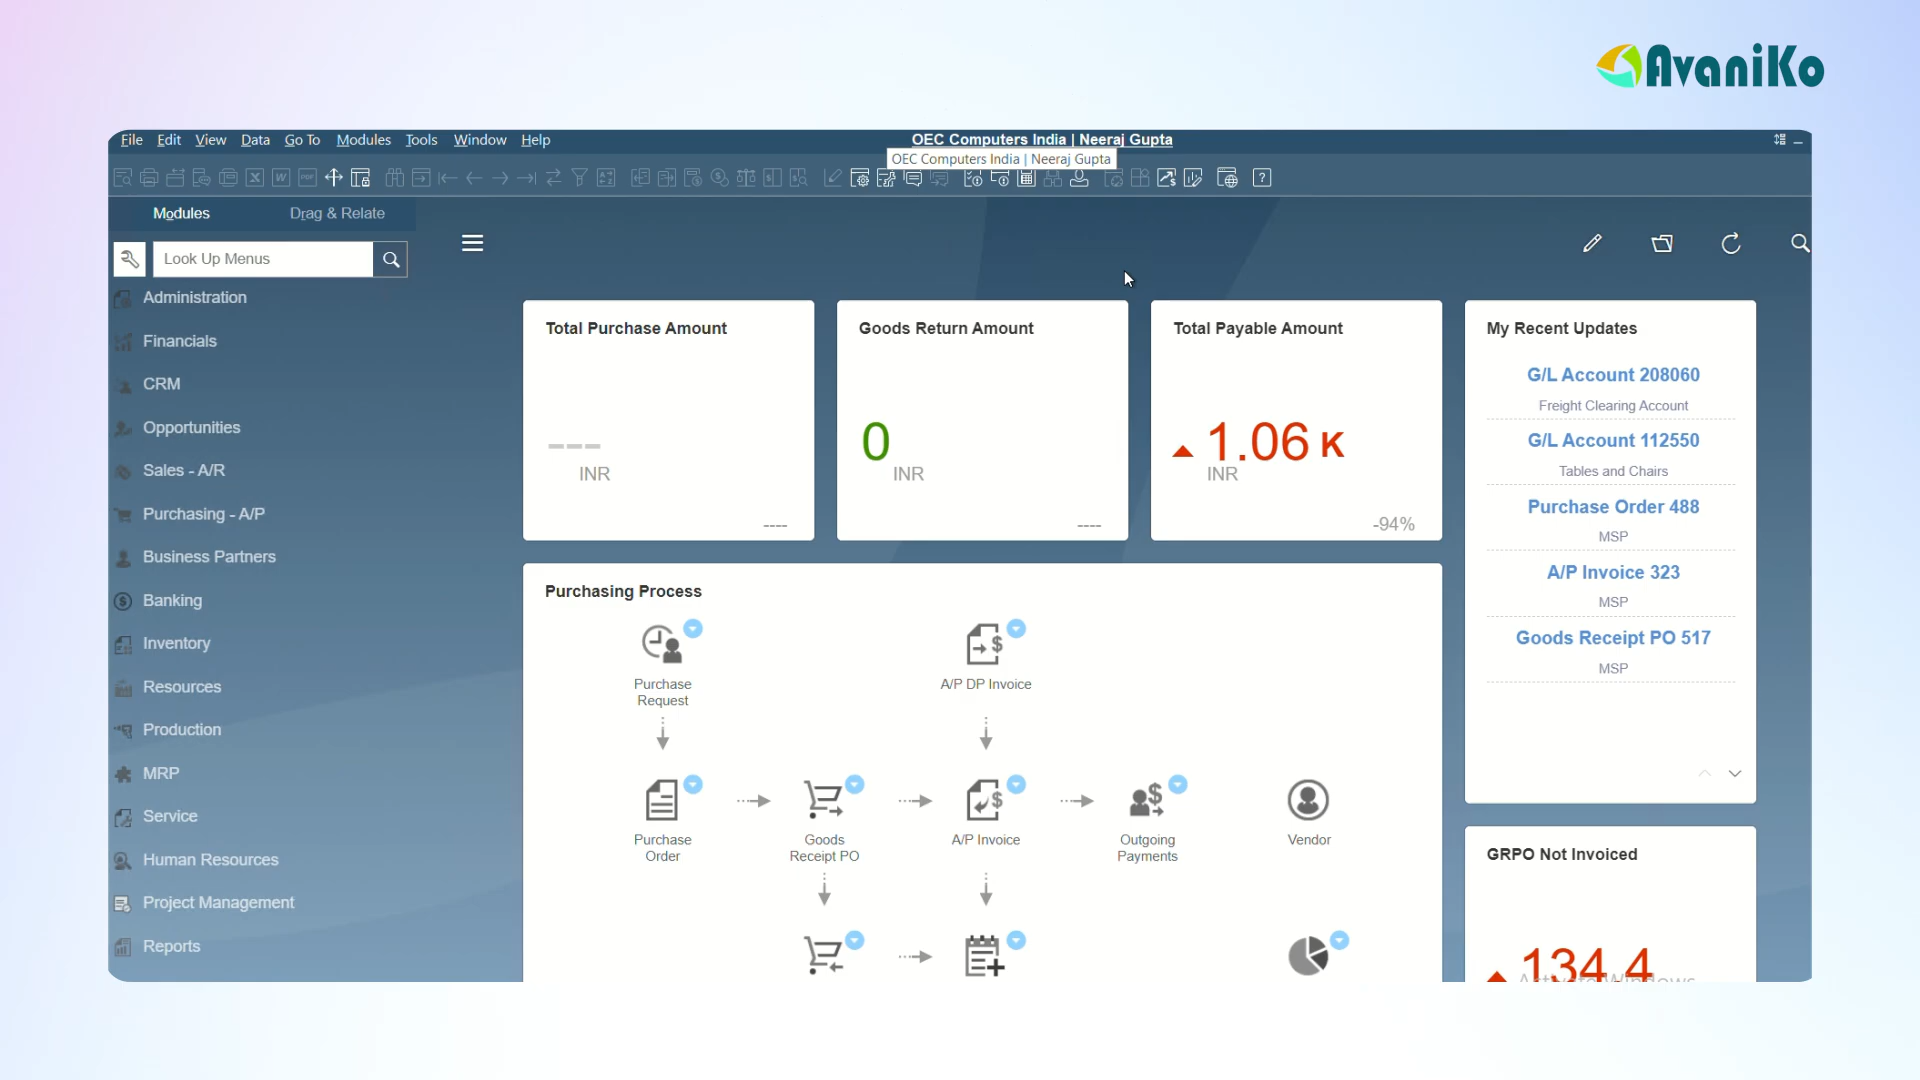 AvaniKo
File Edit View Data Go To Modules Tools Window Help
OEC Computers India | Neeraj Gupta
OEC Computers India | Neeraj Gupta
Modules
Drag & Relate
Look Up Menus
Administration
Financials
CRM
Opportunities
Sales - A/R
Purchasing - A/P
Business Partners
Banking
Inventory
Resources
Production
MRP
Service
Human Resources
Project Management
Reports
Total Purchase Amount
---
INR
----
Goods Return Amount
0
INR
----
Total Payable Amount
1.06 K
INR
-94%
My Recent Updates
G/L Account 208060
Freight Clearing Account
G/L Account 112550
Tables and Chairs
Purchase Order 488
MSP
A/P Invoice 323
MSP
Goods Receipt PO 517
MSP
Purchasing Process
Purchase
Request
A/P DP Invoice
Purchase
Order
Goods
Receipt PO
A/P Invoice
Outgoing
Payments
Vendor
GRPO Not Invoiced
134.4
Activate Windows